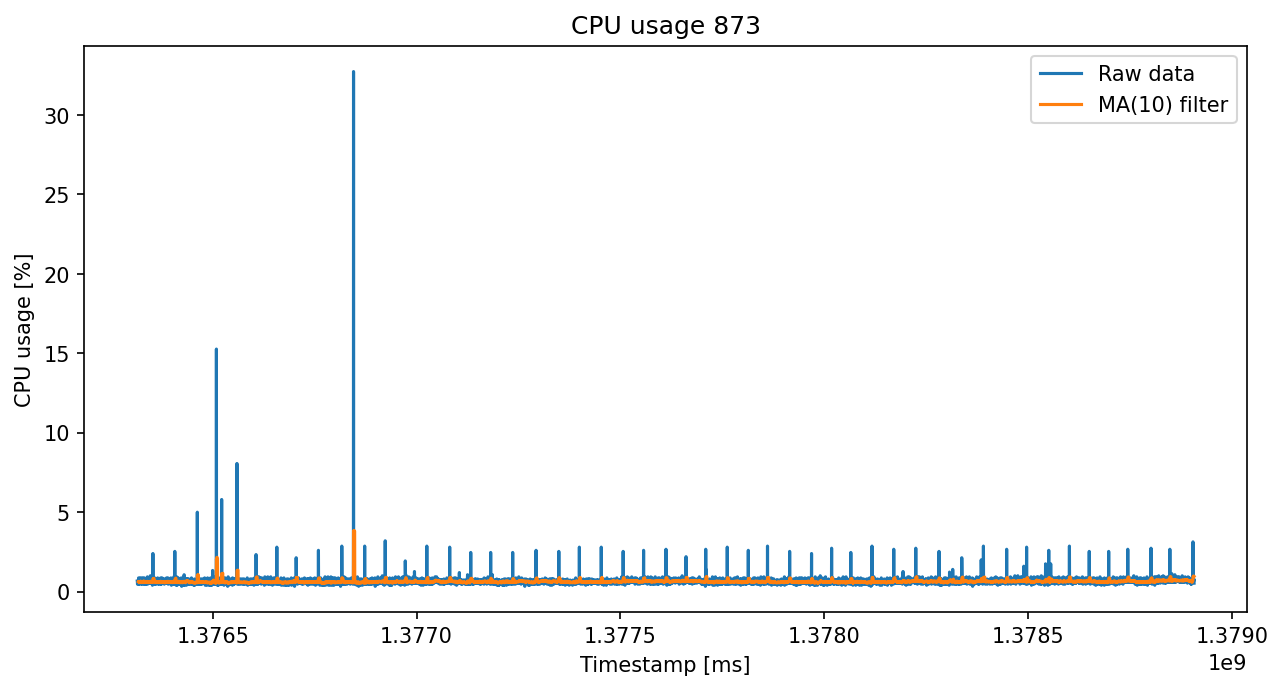 CPU usage 873
Raw data
MA(10) filter
CPU usage [%]
30
25
20
15
10
5
0
1.3765 1.3770 1.3775 1.3780 1.3785 1.3790
1e9
Timestamp [ms]